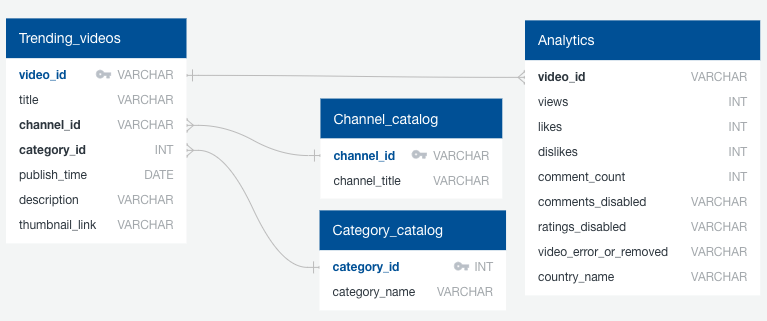 Trending_videos
video_id VARCHAR
title VARCHAR
channel_id VARCHAR
category_id INT
publish_time DATE
description VARCHAR
thumbnail_link VARCHAR
Channel_catalog
channel_id VARCHAR
channel_title VARCHAR
Category_catalog
category_id INT
category_name VARCHAR
Analytics
video_id VARCHAR
views INT
likes INT
dislikes INT
comment_count INT
comments_disabled VARCHAR
ratings_disabled VARCHAR
video_error_or_removed VARCHAR
country_name VARCHAR